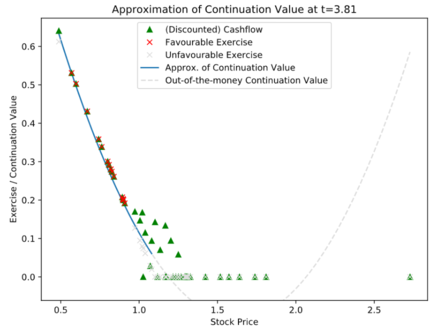 Approximation of Continuation Value at t=3.81
(Discounted) Cashflow
Favourable Exercise
Unfavourable Exercise
Approx. of Continuation Value
Out-of-the-money Continuation Value
Exercise / Continuation Value
0.6
0.5
0.4
0.3
0.2
0.1
0.0
0.5
1.0
1.5
2.0
2.5
Stock Price